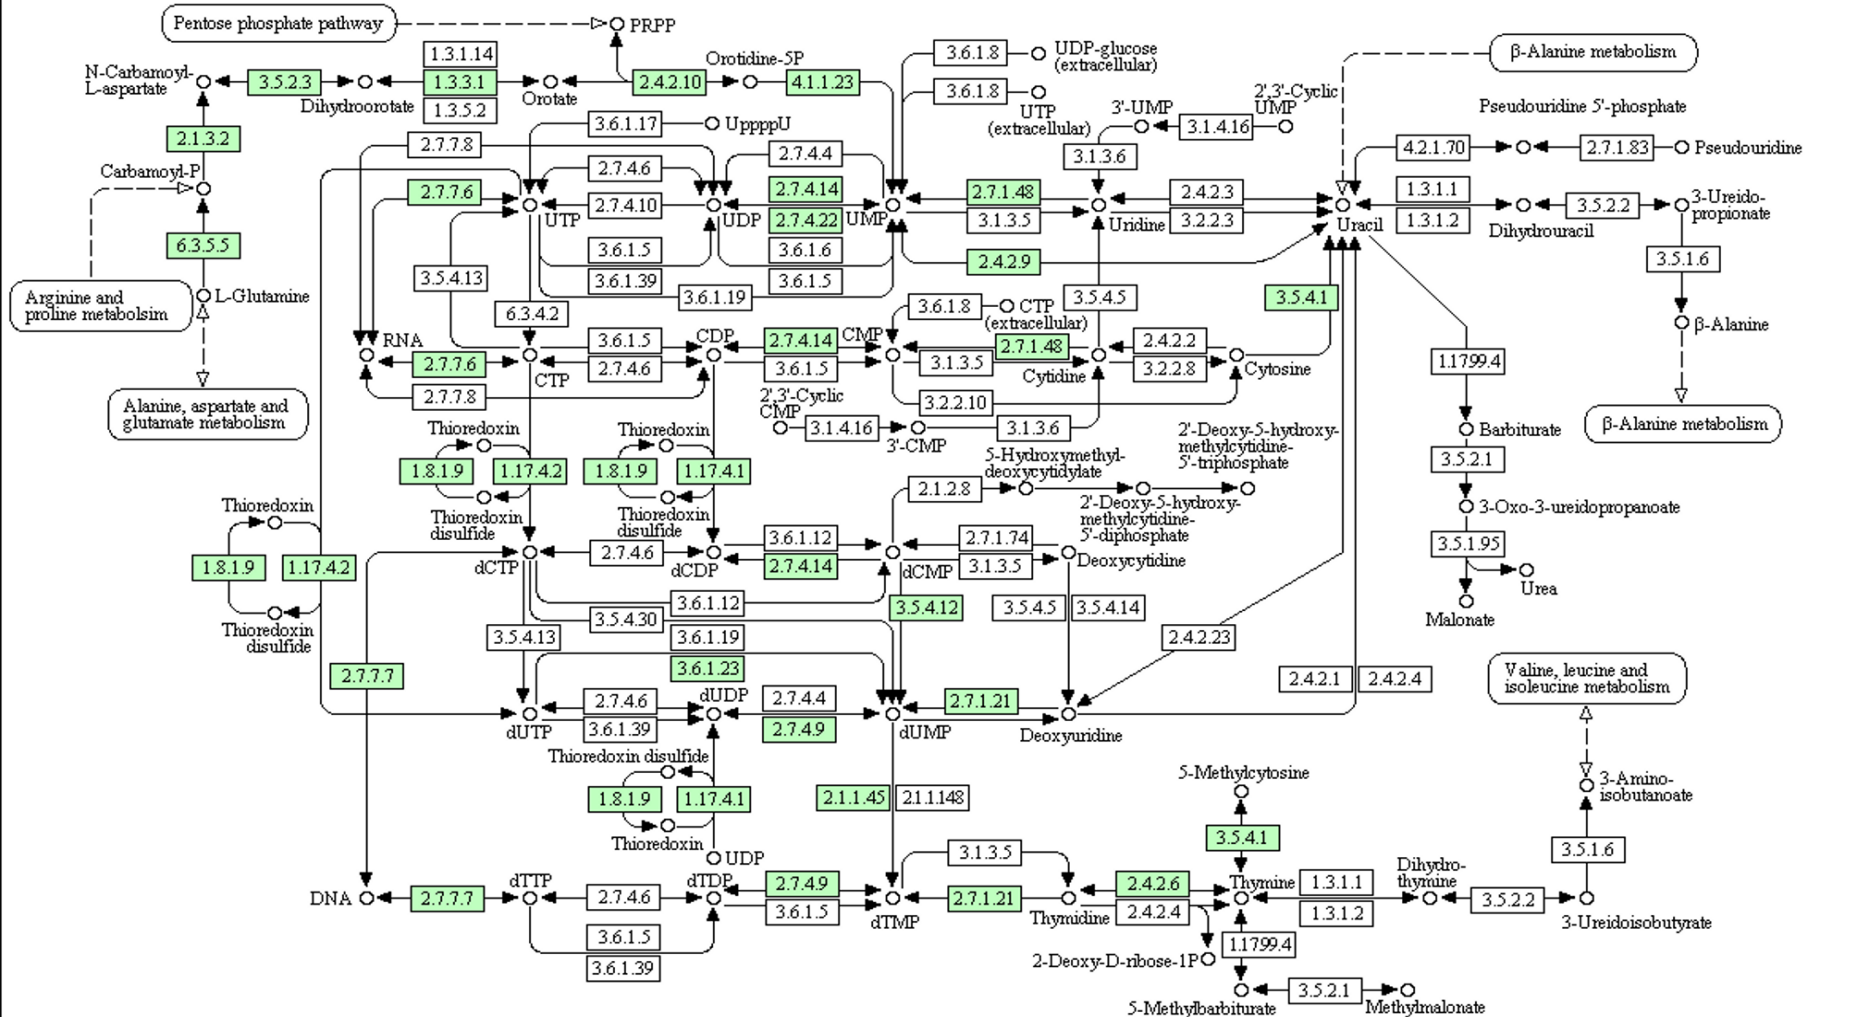 Pentose phosphate pathway
PRPP
1.3.1.14
N-Carbamoyl-
L-aspartate
3.5.2.3
Dihydroorotate
1.3.3.1
1.3.5.2
Orotate
2.4.2.10
Orotidine-5P
4.1.1.23
3.6.1.8
UDP-glucose
(extracellular)
3.6.1.8
UTP
(extracellular)
3'-UMP
3.1.4.16
2',3'-Cyclic
UMP
β-Alanine metabolism
Pseudouridine 5'-phosphate
4.2.1.70
2.7.1.83
Pseudouridine
2.1.3.2
Carbamoyl-P
6.3.5.5
L-Glutamine
Arginine and
proline metabolsim
Alanine, aspartate and
glutamate metabolism
3.6.1.17
UppppU
2.7.7.8
2.7.4.6
2.7.4.4
3.1.3.6
2.7.7.6
UTP
2.7.4.10
UDP
2.7.4.14
2.7.4.22
UMP
2.7.1.48
3.1.3.5
Uridine
2.4.2.3
3.2.2.3
Uracil
1.3.1.1
1.3.1.2
Dihydrouracil
3.5.2.2
3-Ureido-
propionate
3.5.1.6
β-Alanine
β-Alanine metabolism
3.6.1.5
3.6.1.39
3.6.1.6
3.6.1.5
2.4.2.9
3.5.4.13
3.6.1.19
6.3.4.2
3.6.1.8
CTP
(extracellular)
3.5.4.5
3.5.4.1
RNA
2.7.7.6
CTP
3.6.1.5
2.7.4.6
CDP
2.7.4.14
3.6.1.5
CMP
2.7.1.48
3.1.3.5
Cytidine
2.4.2.2
3.2.2.8
Cytosine
2.7.7.8
3.2.2.10
2',3'-Cyclic
CMP
3.1.4.16
3'-CMP
3.1.3.6
1.1799.4
Barbiturate
3.5.2.1
3-Oxo-3-ureidopropanoate
3.5.1.95
Urea
Malonate
Thioredoxin
1.8.1.9
1.17.4.2
Thioredoxin
disulfide
Thioredoxin
1.8.1.9
1.17.4.1
Thioredoxin
disulfide
5-Hydroxymethyl-
deoxycytidylate
2.1.2.8
2'-Deoxy-5-hydroxy-
methylcytidine-
5'-triphosphate
2'-Deoxy-5-hydroxy-
methylcytidine-
5'-diphosphate
Thioredoxin
1.8.1.9
1.17.4.2
Thioredoxin
disulfide
dCTP
2.7.4.6
dCDP
3.6.1.12
2.7.4.14
dCMP
2.7.1.74
3.1.3.5
Deoxycytidine
3.6.1.12
3.5.4.30
3.5.4.12
3.5.4.5
3.5.4.14
3.5.4.13
3.6.1.19
3.6.1.23
2.4.2.23
2.7.7.7
2.4.2.1
2.4.2.4
dUTP
2.7.4.6
3.6.1.39
dUDP
2.7.4.4
2.7.4.9
dUMP
2.7.1.21
Deoxyuridine
Valine, leucine and
isoleucine metabolism
Thioredoxin disulfide
1.8.1.9
1.17.4.1
Thioredoxin
UDP
2.1.1.45
2.1.1.148
5-Methylcytosine
3.5.4.1
3-Amino-
isobutanoate
3.5.1.6
DNA
2.7.7.7
dTTP
2.7.4.6
dTDP
2.7.4.9
3.6.1.5
dTMP
3.1.3.5
2.7.1.21
Thymidine
2.4.2.6
2.4.2.4
Thymine
1.3.1.1
1.3.1.2
Dihydro-
thymine
3.5.2.2
3-Ureidoisobutyrate
3.6.1.5
3.6.1.39
2-Deoxy-D-ribose-1P
1.1799.4
5-Methylbarbiturate
3.5.2.1
Methylmalonate